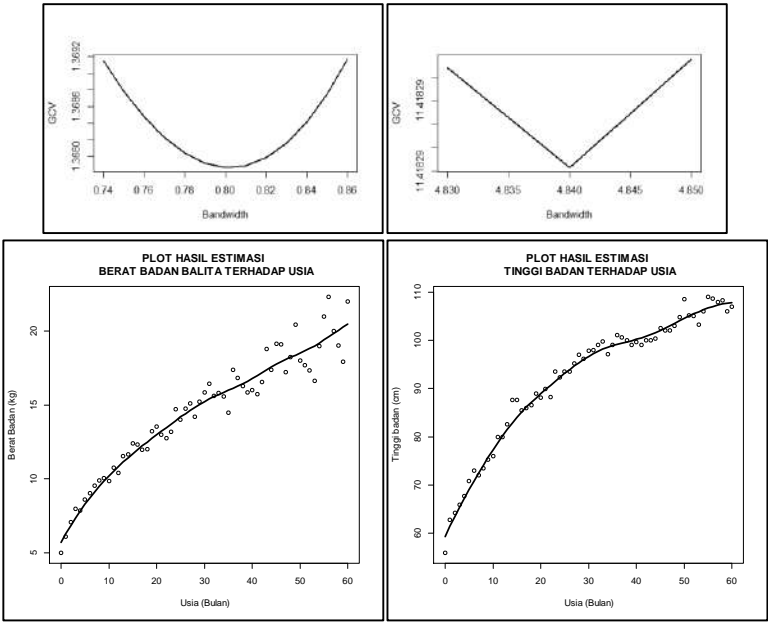 GCV
1.3692
1.3686
1.3680
0.74 0.76 0.78 0.80 0.82 0.84 0.86
Bandwidth
GCV
11.41829
11.41829
4.830 4.835 4.840 4.845 4.850
Bandwidth
PLOT HASIL ESTIMASI
BERAT BADAN BALITA TERHADAP USIA
Berat Badan (kg)
20
15
10
5
0 10 20 30 40 50 60
Usia (Bulan)
PLOT HASIL ESTIMASI
TINGGI BADAN TERHADAP USIA
Tinggi badan (cm)
110
100
90
80
70
60
0 10 20 30 40 50 60
Usia (Bulan)